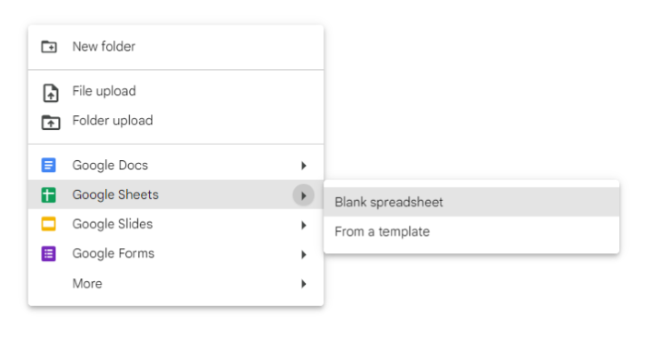 New folder
File upload
Folder upload
Google Docs
Google Sheets
Blank spreadsheet
From a template
Google Slides
Google Forms
More